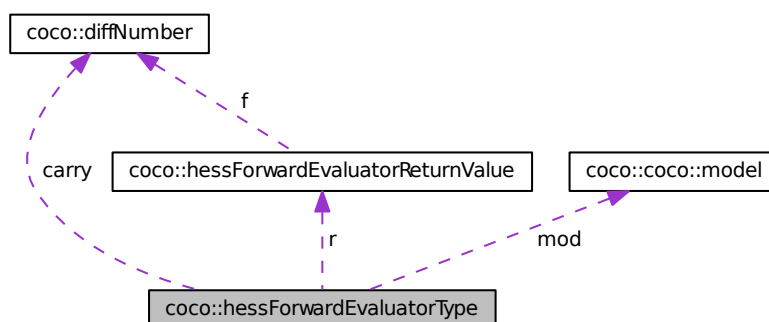 coco::diffNumber
f
carry
coco::hessForwardEvaluatorReturnValue
coco::coco::model
r
mod
coco::hessForwardEvaluatorType